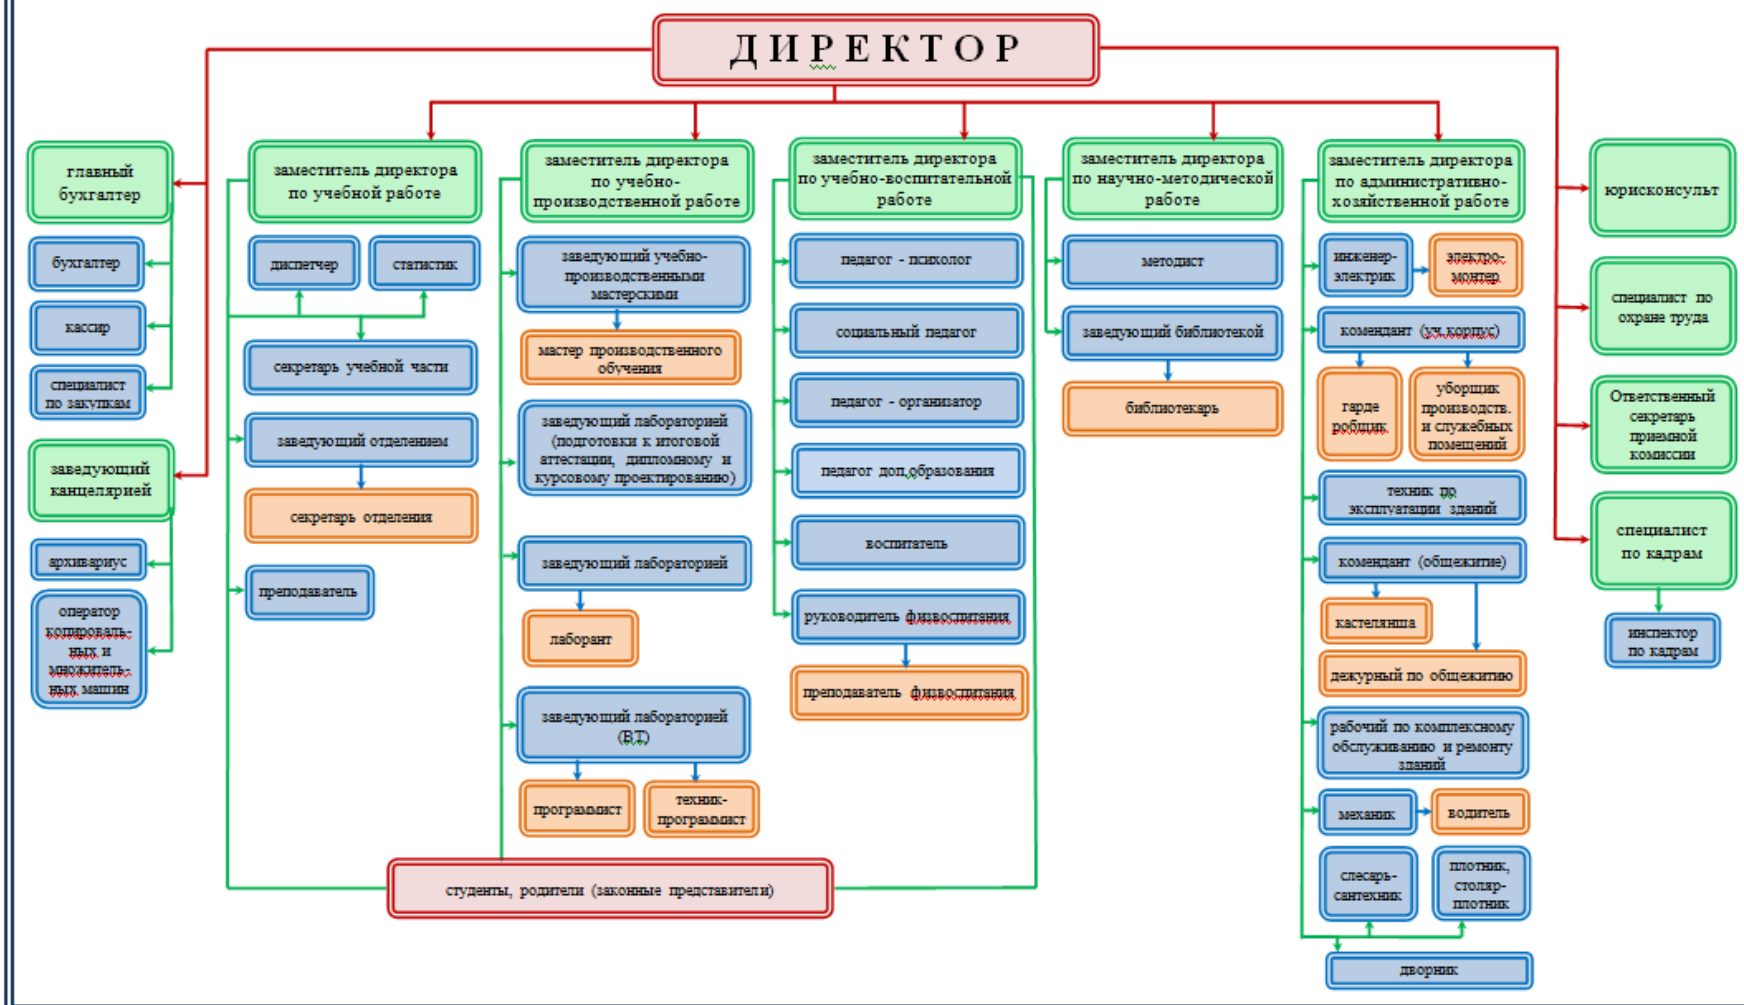 ДИРЕКТОР
главный
бухгалтер
бухгалтер
кассир
специалист
по закупкам
заведующий
канцелярией
архивариус
оператор
копироваль-
ных и
множитель-
ных машин
заместитель директора
по учебной работе
диспетчер
статистик
секретарь учебной части
заведующий отделением
секретарь отделения
преподаватель
заместитель директора
по учебно-
производственной работе
заведующий учебно-
производственными
мастерскими
мастер производственного
обучения
заведующий лабораторией
(подготовки к итоговой
аттестации, дипломному и
курсовому проектированию)
заведующий лабораторией
лаборант
заведующий лабораторией
(ВТ)
программист
техник-
программист
заместитель директора
по учебно-воспитательной
работе
педагог - психолог
социальный педагог
педагог - организатор
педагог доп.образования
воспитатель
руководитель физвоспитания
преподаватель физвоспитания
студенты, родители (законные представители)
заместитель директора
по научно-методической
работе
методист
заведующий библиотекой
библиотекарь
заместитель директора
по административно-
хозяйственной работе
инженер-
электрик
электро-
монтер
комендант (уч.корпус)
гарде
робщик
уборщик
производств.
и служебных
помещений
техник по
эксплуатации зданий
комендант (общежитие)
кастелянша
дежурный по общежитию
рабочий по комплексному
обслуживанию и ремонту
зданий
механик
водитель
слесарь-
сантехник
плотник,
столяр-
плотник
дворник
юрисконсульт
специалист по
охране труда
Ответственный
секретарь
приемной
комиссии
специалист
по кадрам
инспектор
по кадрам